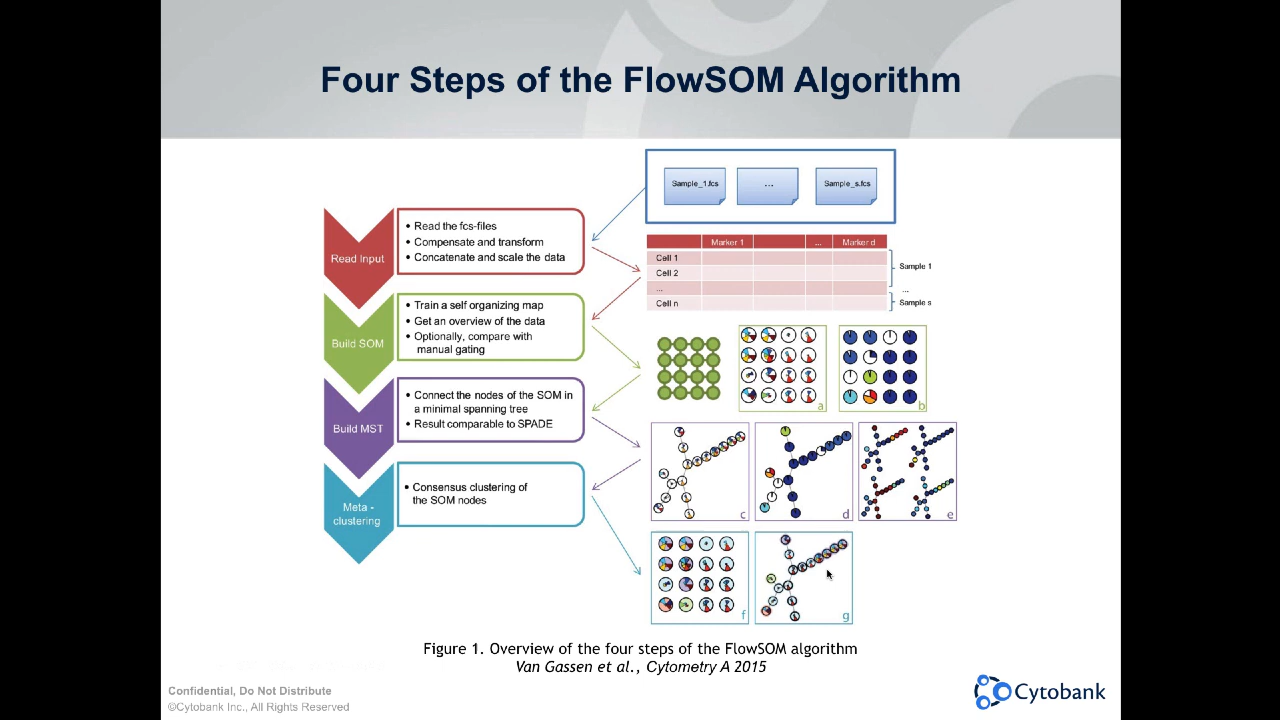 Four Steps of the FlowSOM Algorithm
Sample_1.fcs
...
Sample_s.fcs
Read Input
• Read the fcs-files
• Compensate and transform
• Concatenate and scale the data
Marker 1
...
Marker d
Cell 1
Cell 2
...
Cell n
Sample 1
...
Sample s
Build SOM
• Train a self organizing map
• Get an overview of the data
• Optionally, compare with
manual gating
a
b
Build MST
• Connect the nodes of the SOM in
a minimal spanning tree
• Result comparable to SPADE
c
d
e
Meta -
clustering
• Consensus clustering of
the SOM nodes
f
g
Figure 1. Overview of the four steps of the FlowSOM algorithm
Van Gassen et al., Cytometry A 2015
Confidential, Do Not Distribute
©Cytobank Inc., All Rights Reserved
Cytobank